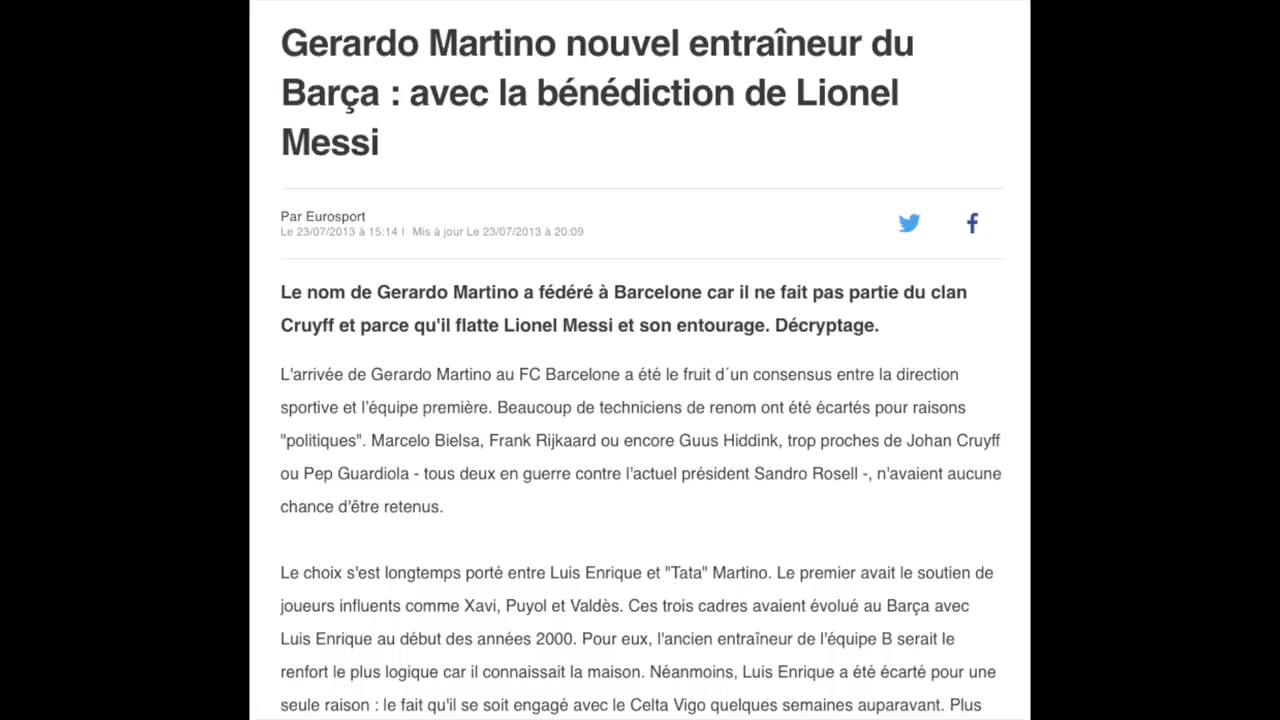 Gerardo Martino nouvel entraîneur du
Barça : avec la bénédiction de Lionel
Messi
Par Eurosport
Le 23/07/2013 à 15:14 | Mis à jour Le 23/07/2013 à 20:09
Le nom de Gerardo Martino a fédéré à Barcelone car il ne fait pas partie du clan
Cruyff et parce qu'il flatte Lionel Messi et son entourage. Décryptage.
L'arrivée de Gerardo Martino au FC Barcelone a été le fruit d´un consensus entre la direction
sportive et l’équipe première. Beaucoup de techniciens de renom ont été écartés pour raisons
"politiques". Marcelo Bielsa, Frank Rijkaard ou encore Guus Hiddink, trop proches de Johan Cruyff
ou Pep Guardiola - tous deux en guerre contre l'actuel président Sandro Rosell -, n'avaient aucune
chance d'être retenus.
Le choix s'est longtemps porté entre Luis Enrique et "Tata" Martino. Le premier avait le soutien de
joueurs influents comme Xavi, Puyol et Valdès. Ces trois cadres avaient évolué au Barça avec
Luis Enrique au début des années 2000. Pour eux, l'ancien entraîneur de l'équipe B serait le
renfort le plus logique car il connaissait la maison. Néanmoins, Luis Enrique a été écarté pour une
seule raison : le fait qu'il se soit engagé avec le Celta Vigo quelques semaines auparavant. Plus